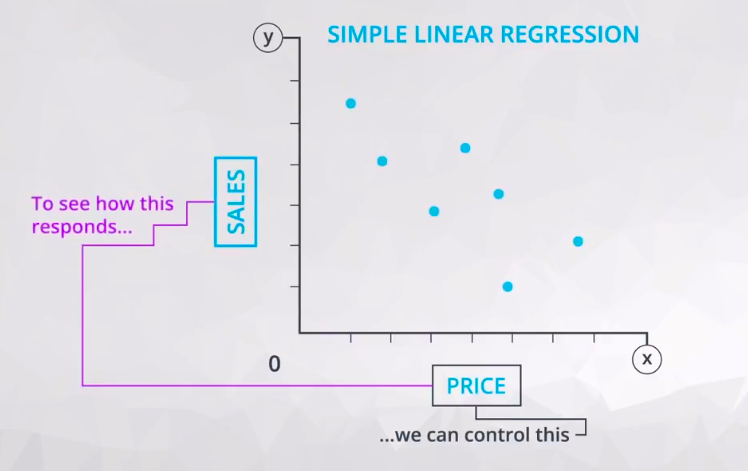 y
SIMPLE LINEAR REGRESSION
To see how this
responds...
SALES
0
x
PRICE
...we can control this